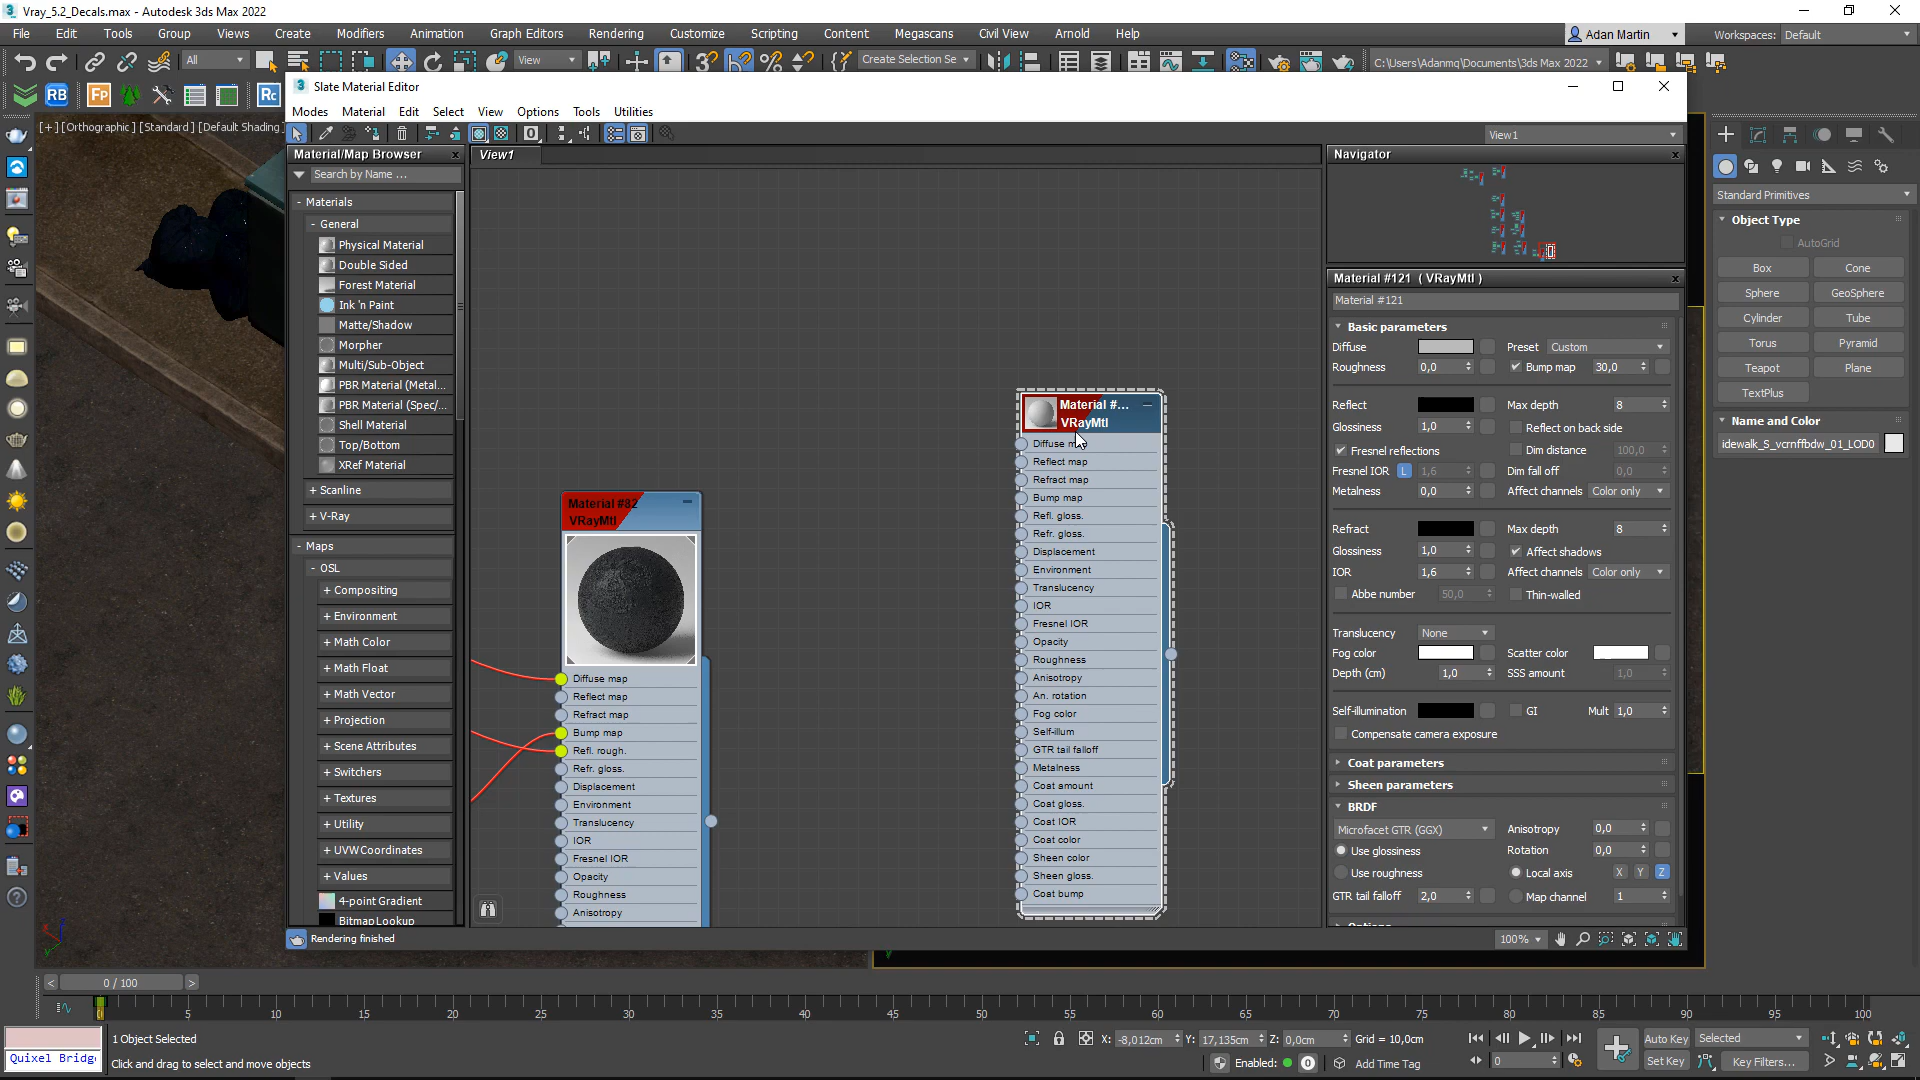 Vray_5.2_Decals.max - Autodesk 3ds Max 2022
File Edit Tools Group Views Create Modifiers Animation Graph Editors Rendering Customize Scripting Content Megascans Civil View Arnold Help
Adan Martin
Workspaces: Default
All
View
Create Selection Se
C:\Users\Adanmq\Documents\3ds Max 2022
RB Fp Rc
[+] [Orthographic ] [Standard ] [Default Shading
Slate Material Editor
Modes Material Edit Select View Options Tools Utilities
View1
Material/Map Browser
Search by Name ...
- Materials
- General
Physical Material
Double Sided
Forest Material
Ink 'n Paint
Matte/Shadow
Morpher
Multi/Sub-Object
PBR Material (Metal...
PBR Material (Spec/...
Shell Material
Top/Bottom
XRef Material
+ Scanline
+ V-Ray
- Maps
- OSL
+ Compositing
+ Environment
+ Math Color
+ Math Float
+ Math Vector
+ Projection
+ Scene Attributes
+ Switchers
+ Textures
+ Utility
+ UVW Coordinates
+ Values
4-point Gradient
Bitmap Lookup
Rendering finished
View1
Material #82
VRayMtl
Diffuse map
Reflect map
Refract map
Bump map
Refl. rough.
Refr. gloss.
Displacement
Environment
Translucency
IOR
Fresnel IOR
Opacity
Roughness
Anisotropy
Material #...
VRayMtl
Diffuse
Reflect map
Refract map
Bump map
Refl. gloss.
Refr. gloss.
Displacement
Environment
Translucency
IOR
Fresnel IOR
Opacity
Roughness
Anisotropy
An. rotation
Fog color
Self-illum
GTR tail falloff
Metalness
Coat amount
Coat gloss.
Coat IOR
Coat color
Sheen color
Sheen gloss.
Coat bump
Navigator
Material #121 ( VRayMtl )
Material #121
Basic parameters
Diffuse Preset Custom
Roughness 0,0 Bump map 30,0
Reflect Max depth 8
Glossiness 1,0 Reflect on back side
Fresnel reflections Dim distance 100,0
Fresnel IOR L 1,6 Dim fall off 0,0
Metalness 0,0 Affect channels Color only
Refract Max depth 8
Glossiness 1,0 Affect shadows
IOR 1,6 Affect channels Color only
Abbe number 50,0 Thin-walled
Translucency None
Fog color Scatter color
Depth (cm) 1,0 SSS amount 1,0
Self-illumination GI Mult 1,0
Compensate camera exposure
Coat parameters
Sheen parameters
BRDF
Microfacet GTR (GGX) Anisotropy 0,0
Use glossiness Rotation 0,0
Use roughness Local axis X Y Z
GTR tail falloff 2,0 Map channel 1
Options
100%
Standard Primitives
Object Type
AutoGrid
Box Cone
Sphere GeoSphere
Cylinder Tube
Torus Pyramid
Teapot Plane
TextPlus
Name and Color
idewalk_S_vcrnffbdw_01_LOD0
< 0 / 100 >
0 5 10 15 20 25 30 35 40 45 50 55 60 65 70 75 80 85 90 95 100
Quixel Bridg
1 Object Selected
Click and drag to select and move objects
X: -8,012cm Y: 17,135cm Z: 0,0cm Grid = 10,0cm
Enabled: 0 Add Time Tag
0
Auto Key Selected
Set Key Key Filters...